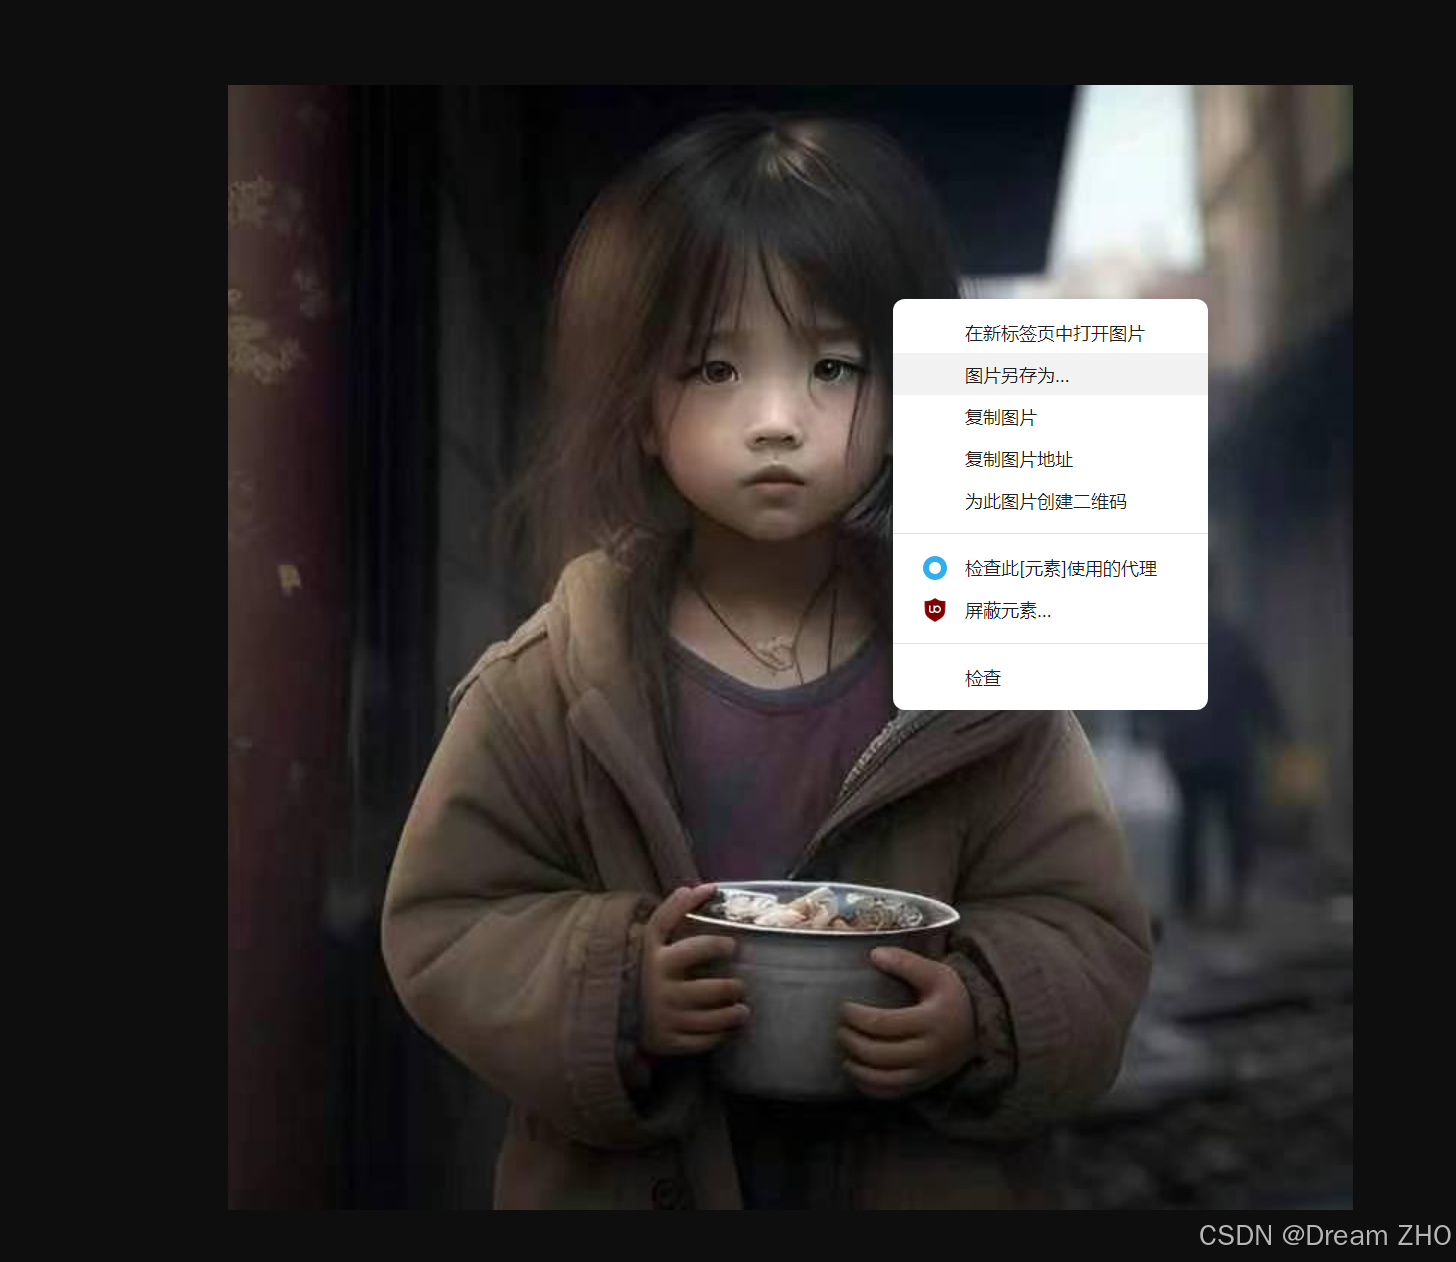 在新标签页中打开图片
图片另存为...
复制图片
复制图片地址
为此图片创建二维码
检查此[元素]使用的代理
屏蔽元素...
检查
CSDN @Dream ZHO